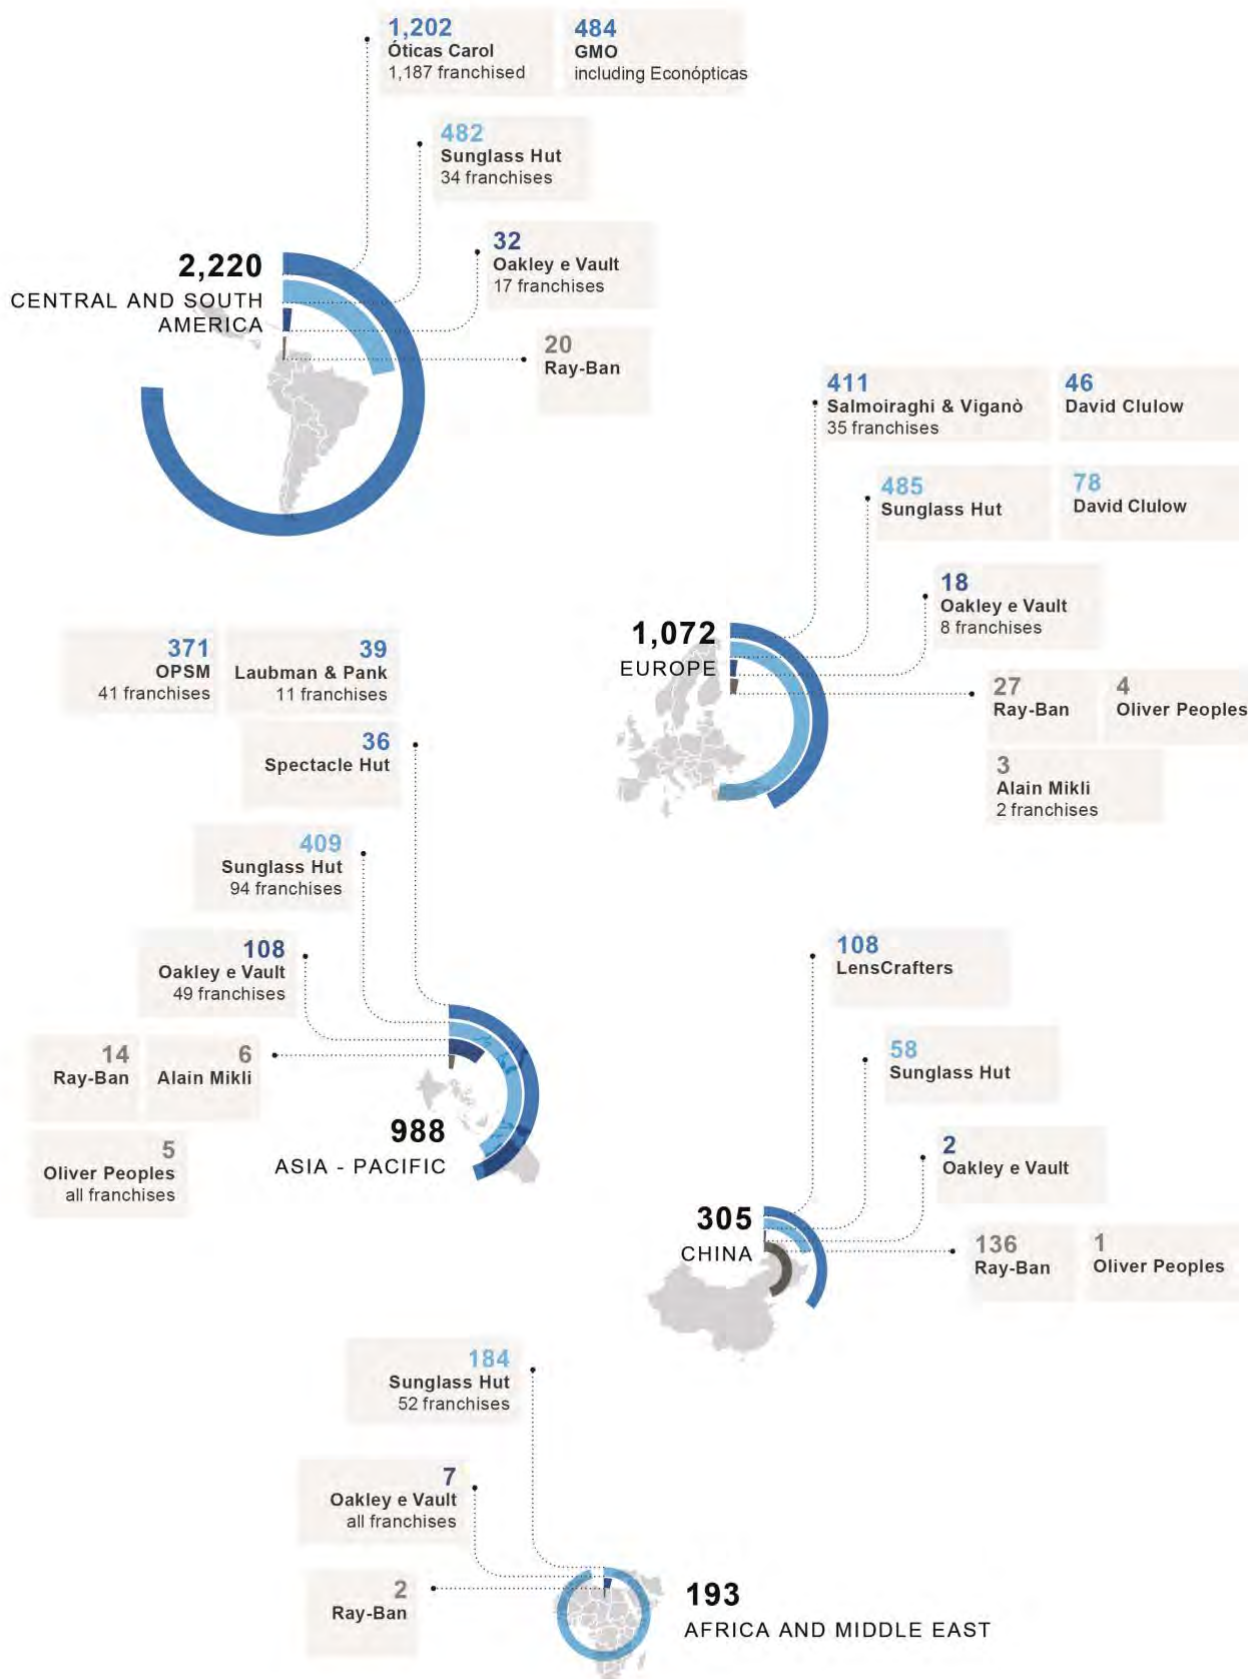 1,202
Óticas Carol
1,187 franchised
484
GMO
including Econópticas
482
Sunglass Hut
34 franchises
32
Oakley e Vault
17 franchises
20
Ray-Ban
2,220
CENTRAL AND SOUTH
AMERICA
411
Salmoiraghi & Viganò
35 franchises
46
David Clulow
485
Sunglass Hut
78
David Clulow
18
Oakley e Vault
8 franchises
27
Ray-Ban
4
Oliver Peoples
3
Alain Mikli
2 franchises
1,072
EUROPE
371
OPSM
41 franchises
39
Laubman & Pank
11 franchises
36
Spectacle Hut
409
Sunglass Hut
94 franchises
108
Oakley e Vault
49 franchises
14
Ray-Ban
6
Alain Mikli
5
Oliver Peoples
all franchises
988
ASIA - PACIFIC
108
LensCrafters
58
Sunglass Hut
2
Oakley e Vault
136
Ray-Ban
1
Oliver Peoples
305
CHINA
184
Sunglass Hut
52 franchises
7
Oakley e Vault
all franchises
2
Ray-Ban
193
AFRICA AND MIDDLE EAST